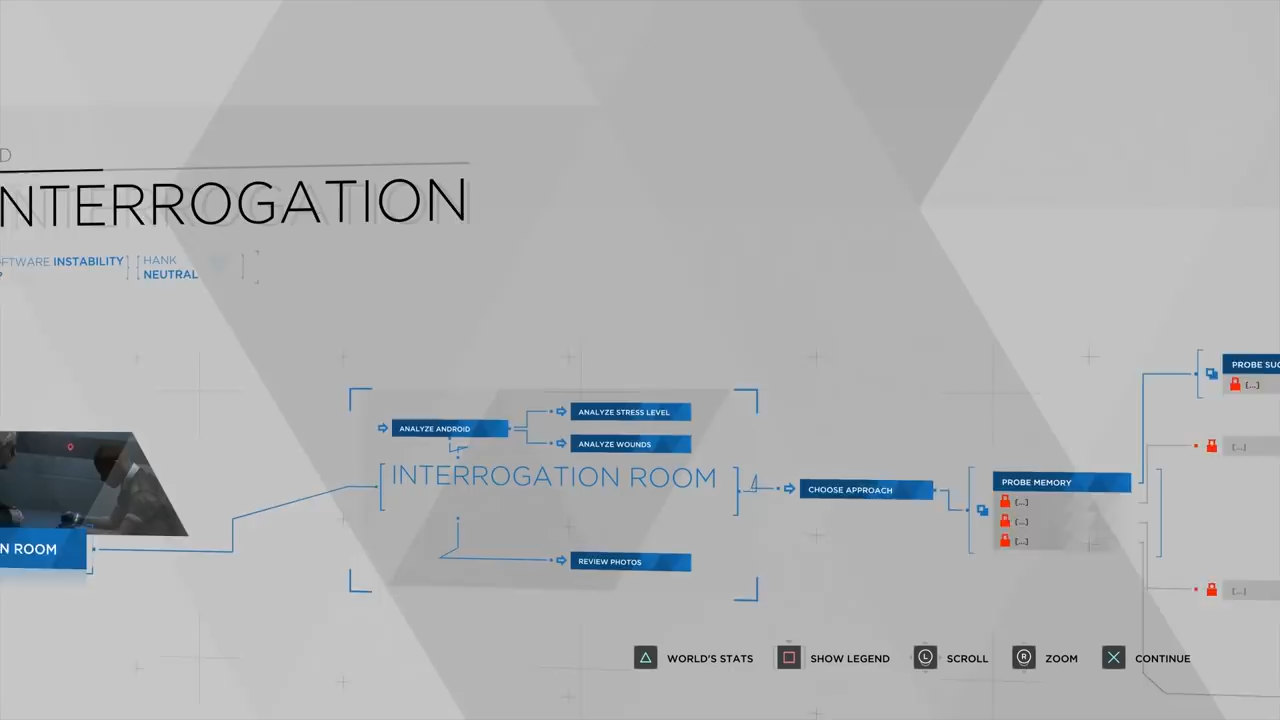 D
NTERROGATION
FTWARE INSTABILITY
HANK
NEUTRAL
N ROOM
ANALYZE ANDROID
ANALYZE STRESS LEVEL
ANALYZE WOUNDS
INTERROGATION ROOM
REVIEW PHOTOS
CHOOSE APPROACH
PROBE MEMORY
[...]
[...]
[...]
PROBE SUC
[...]
[...]
[...]
WORLD'S STATS
SHOW LEGEND
L SCROLL
R ZOOM
CONTINUE